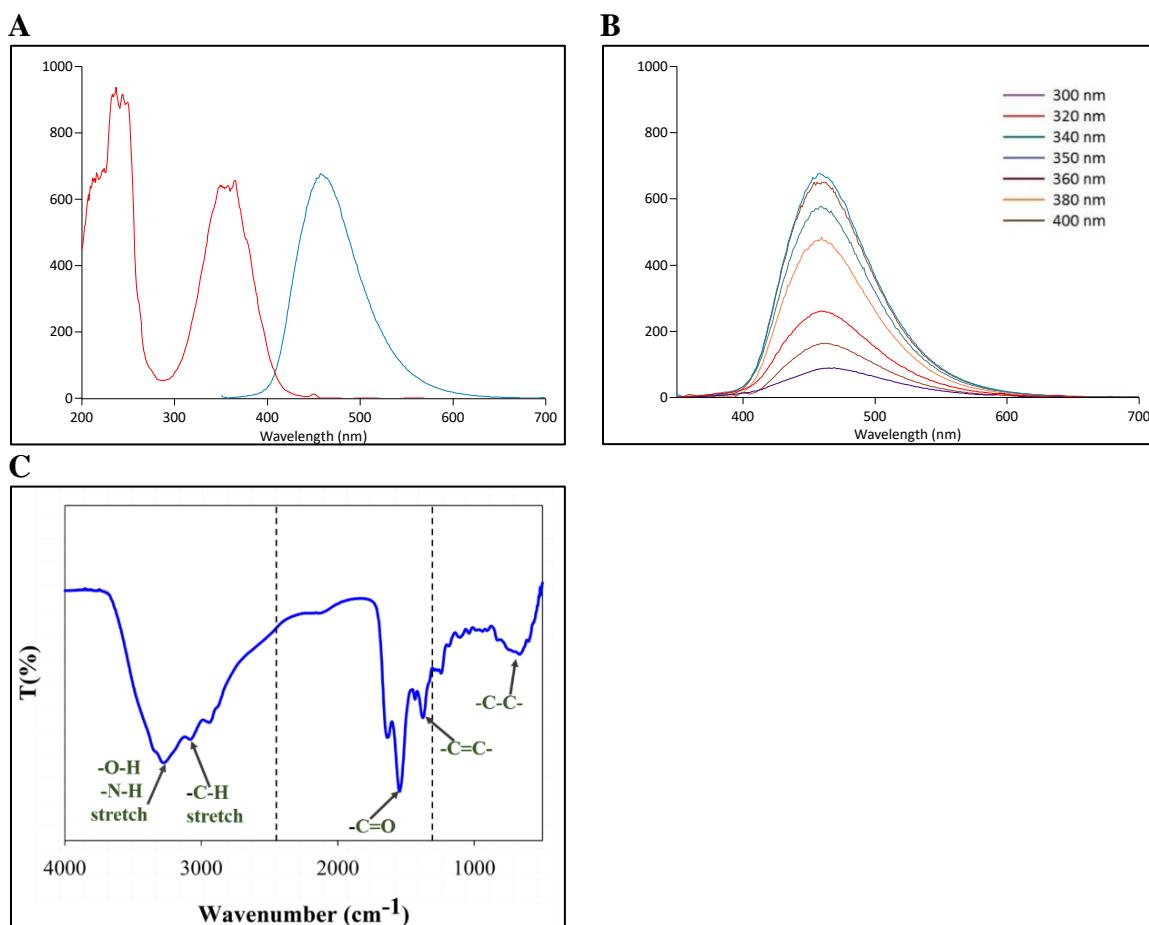 A
1000
800
600
400
200
0
200 300 400 500 600 700
Wavelength (nm)
B
1000
800
600
400
200
0
400 500 600 700
Wavelength (nm)
300 nm
320 nm
340 nm
350 nm
360 nm
380 nm
400 nm
C
T(%)
-O-H
-N-H
stretch
-C-H
stretch
-C=O
-C=C-
-C-C-
4000 3000 2000 1000
Wavenumber (cm-1)